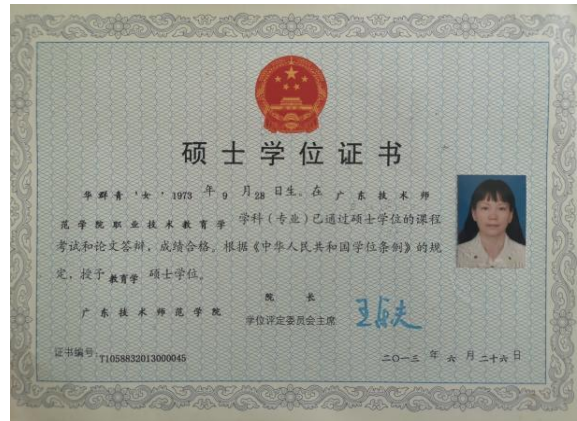 硕士学位证书
华群青,女,1973 年 9 月 28 日生。在 广东技术师
范学院职业技术教育学 学科(专业)已通过硕士学位的课程
考试和论文答辩,成绩合格。根据《中华人民共和国学位条例》的规
定,授予 教育学 硕士学位。
广东技术师范学院
院长
学位评定委员会主席
证书编号:T1058832013000045
二〇一三 年 六 月 二十六 日